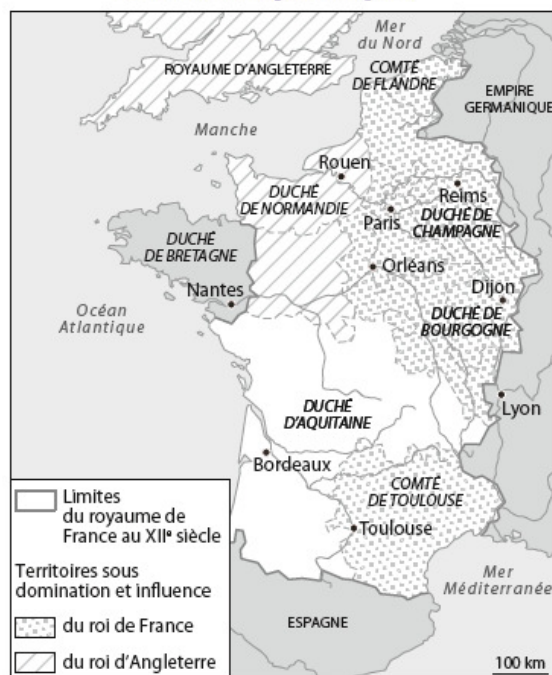 Mer
du Nord
ROYAUME D'ANGLETERRE
COMTÉ
DE FLANDRE
EMPIRE
GERMANIQUE
Manche
Rouen
DUCHÉ
DE NORMANDIE
Reims
Paris
DUCHÉ DE
CHAMPAGNE
DUCHÉ
DE BRETAGNE
Orléans
Nantes
Dijon
Océan
Atlantique
DUCHÉ DE
BOURGOGNE
Lyon
DUCHÉ
D'AQUITAINE
Bordeaux
COMTÉ
DE TOULOUSE
Toulouse
Mer
Méditerranée
ESPAGNE
Limites
du royaume de
France au XIIe siècle
Territoires sous
domination et influence
du roi de France
du roi d'Angleterre
100 km